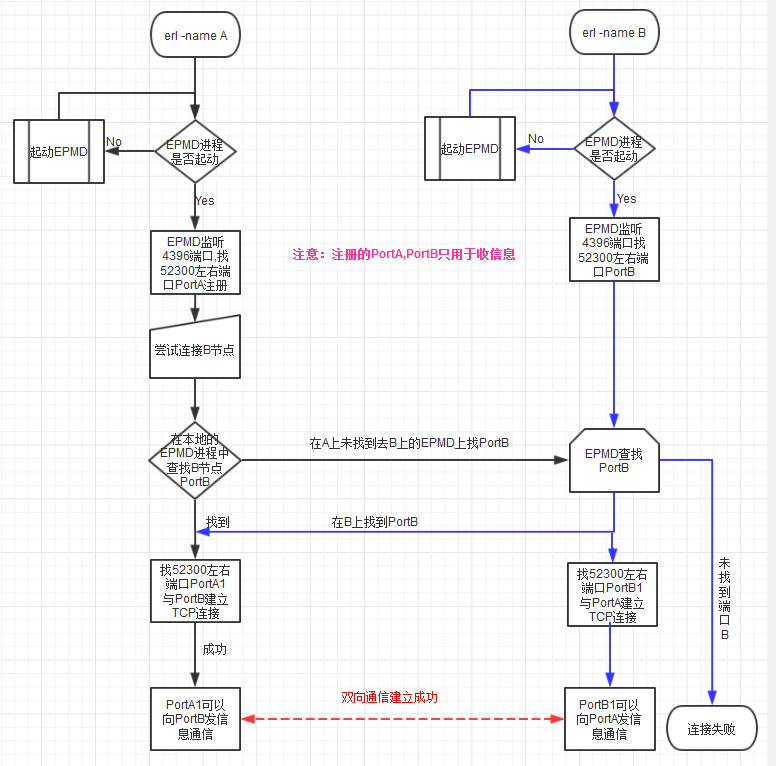 erl -name A
erl -name B
起动EPMD
No
EPMD进程
是否起动
Yes
起动EPMD
No
EPMD进程
是否起动
Yes
EPMD监听
4396端口,找
52300左右端
口PortA注册
注意：注册的PortA,PortB只用于收信息
EPMD监听
4396端口找
52300左右端
口PortB
尝试连接B节点
在本地的
EPMD进程中
查找B节点
PortB
在A上未找到去B上的EPMD上找PortB
EPMD查找
PortB
找到
在B上找到PortB
找52300左右
端口PortA1
与PortB建立
TCP连接
找52300左右
端口PortB1
与PortA建立
TCP连接
未
找
到
端
口
B
成功
PortA1可以
向PortB发信
息通信
双向通信建立成功
PortB1可以
向PortA发信
息通信
连接失败